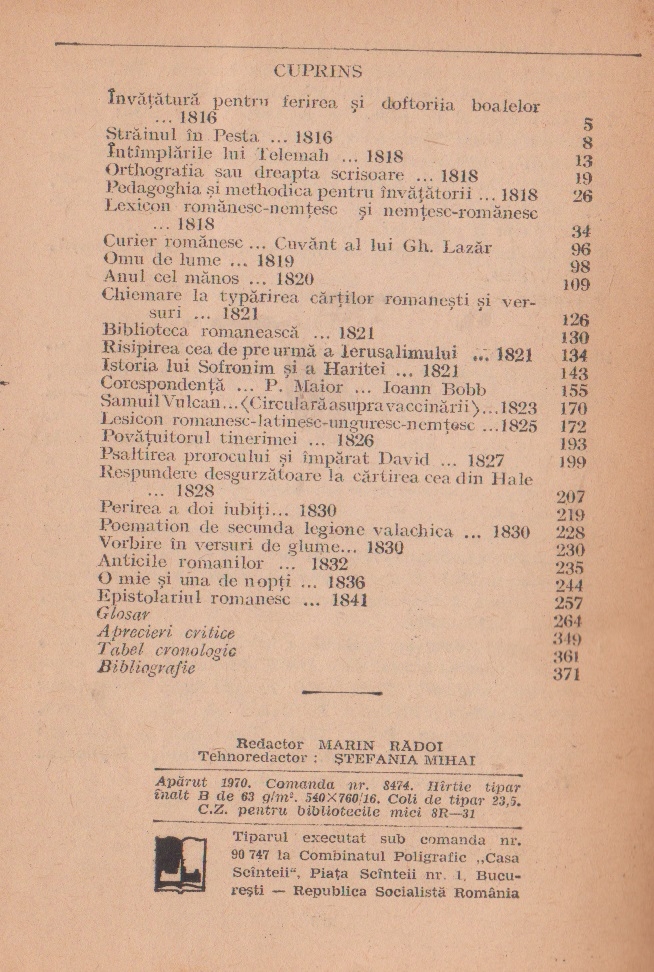 CUPRINS
Învățătură pentru ferirea și doftoriia boalelor
... 1816 5
Străinul în Pesta ... 1816 8
Întîmplările lui Telemah ... 1818 13
Orthografia sau dreapta scrisoare ... 1818 19
Pedagoghia și methodica pentru învățătorii ... 1818 26
Lexicon românesc-nemțesc și nemțesc-românesc
... 1818 34
Curier românesc ... Cuvânt al lui Gh. Lazăr 96
Omu de lume ... 1819 98
Anul cel mănos ... 1820 109
Chiemare la typărirea cărților romanești și ver-
suri ... 1821 126
Biblioteca romanească ... 1821 130
Risipirea cea de pre urmă a Ierusalimului ... 1821 134
Istoria lui Sofronim și a Haritei ... 1821 143
Corespondență ... P. Maior ... Ioann Bobb 155
Samuil Vulcan...〈Circulară asupra vaccinării〉...1823 170
Lesicon romanesc-latinesc-unguresc-nemțesc ...1825 172
Povățuitorul tinerimei ... 1826 193
Psaltirea prorocului și împărat David ... 1827 199
Respundere desgurzătoare la cărtirea cea din Hale
... 1828 207
Perirea a doi iubiți... 1830 219
Poemation de secunda legione valachica ... 1830 228
Vorbire în versuri de glume... 1830 230
Anticile romanilor ... 1832 235
O mie și una de nopți ... 1836 244
Epistolariul romanesc ... 1841 257
Glosar 264
Aprecieri critice 349
Tabel cronologic 361
Bibliografie 371
Redactor MARIN RĂDOI
Tehnoredactor : ȘTEFANIA MIHAI
Apărut 1970. Comanda nr. 8474. Hîrtie tipar
înalt B de 63 g/m². 540×760/16. Coli de tipar 23,5.
C.Z. pentru bibliotecile mici 8R—31
Tiparul executat sub comanda nr.
90 747 la Combinatul Poligrafic „Casa
Scînteii“, Piața Scînteii nr. 1, Bucu-
rești — Republica Socialistă România